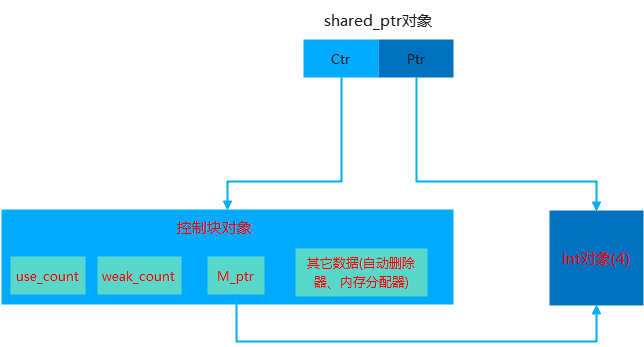 shared_ptr对象
Ctr
Ptr
控制块对象
use_count
weak_count
M_ptr
其它数据(自动删除
器、内存分配器)
Int对象(4)